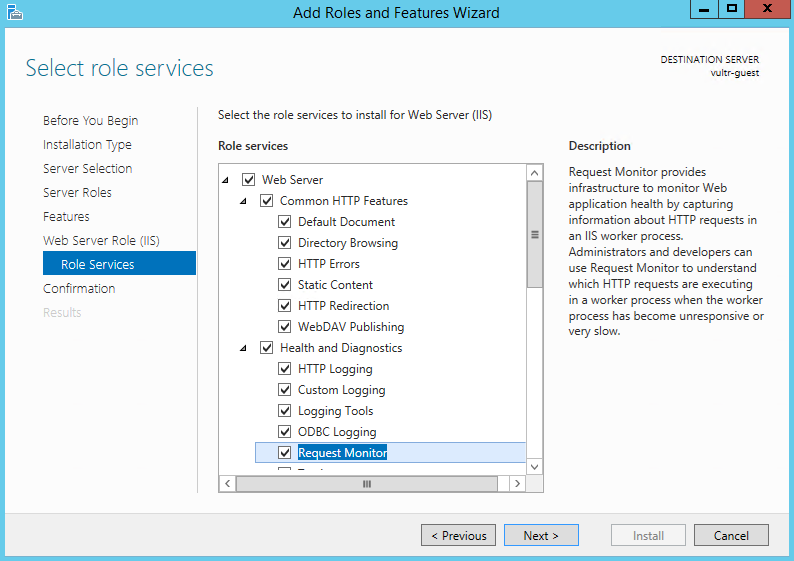 Add Roles and Features Wizard
Select role services
DESTINATION SERVER
vultr-guest
Before You Begin
Installation Type
Server Selection
Server Roles
Features
Web Server Role (IIS)
Role Services
Confirmation
Results
Select the role services to install for Web Server (IIS)
Role services
Web Server
Common HTTP Features
Default Document
Directory Browsing
HTTP Errors
Static Content
HTTP Redirection
WebDAV Publishing
Health and Diagnostics
HTTP Logging
Custom Logging
Logging Tools
ODBC Logging
Request Monitor
Description
Request Monitor provides
infrastructure to monitor Web
application health by capturing
information about HTTP requests in
an IIS worker process.
Administrators and developers can
use Request Monitor to understand
which HTTP requests are executing
in a worker process when the worker
process has become unresponsive or
very slow.
< Previous
Next >
Install
Cancel